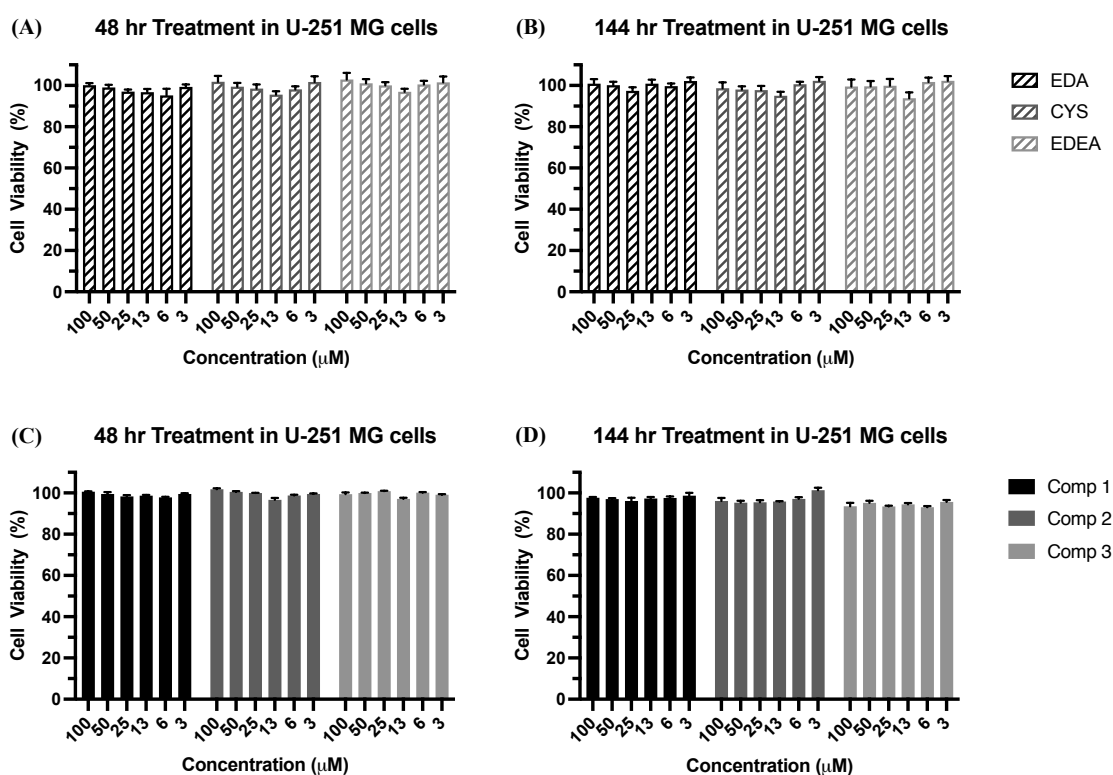 (A) 48 hr Treatment in U-251 MG cells
Cell Viability (%)
100
80
60
40
20
0
100 50 25 13 6 3 100 50 25 13 6 3 100 50 25 13 6 3
Concentration (μM)
(B) 144 hr Treatment in U-251 MG cells
Cell Viability (%)
100
80
60
40
20
0
100 50 25 13 6 3 100 50 25 13 6 3 100 50 25 13 6 3
Concentration (μM)
EDA
CYS
EDEA
(C) 48 hr Treatment in U-251 MG cells
Cell Viability (%)
100
80
60
40
20
0
100 50 25 13 6 3 100 50 25 13 6 3 100 50 25 13 6 3
Concentration (μM)
(D) 144 hr Treatment in U-251 MG cells
Cell Viability (%)
100
80
60
40
20
0
100 50 25 13 6 3 100 50 25 13 6 3 100 50 25 13 6 3
Concentration (μM)
Comp 1
Comp 2
Comp 3